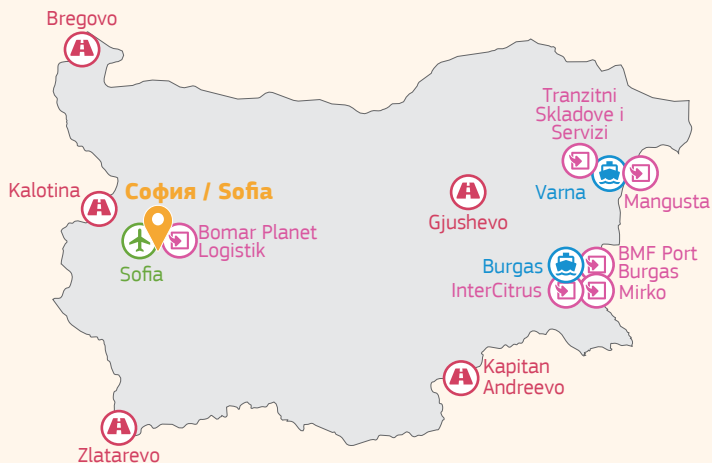 Bregovo
Tranzitni
Skladove i
Servizi
Kalotina
София / Sofia
Varna
Mangusta
Gjushevo
Bomar Planet
Logistik
Sofia
Burgas
BMF Port
Burgas
InterCitrus
Mirko
Kapitan
Andreevo
Zlatarevo